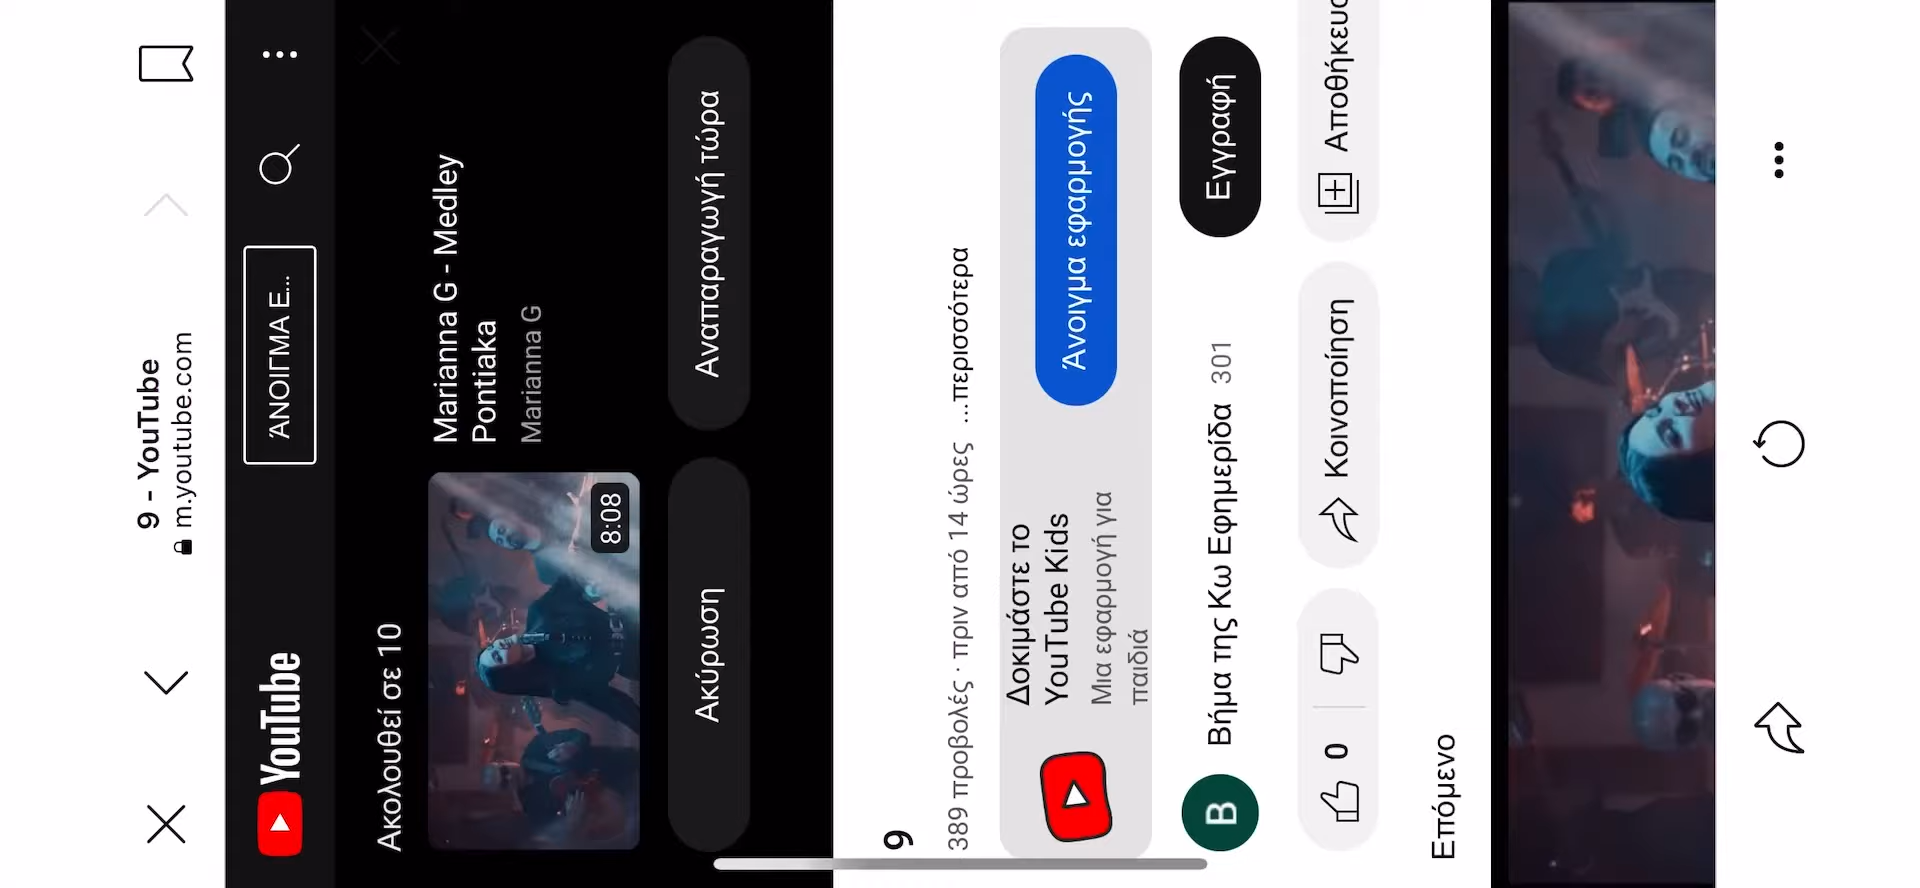 9 - YouTube
m.youtube.com
YouTube
ΆΝΟΙΓΜΑ Ε...
Ακολουθεί σε 10
8:08
Marianna G - Medley
Pontiaka
Marianna G
Ακύρωση
Αναπαραγωγή τώρα
9
389 προβολές · πριν από 14 ώρες ...περισσότερα
Δοκιμάστε το
YouTube Kids
Μια εφαρμογή για
παιδιά
Άνοιγμα εφαρμογής
B
Βήμα της Κω Εφημερίδα 301
Εγγραφή
0
Κοινοποίηση
Αποθήκευσ
Επόμενο